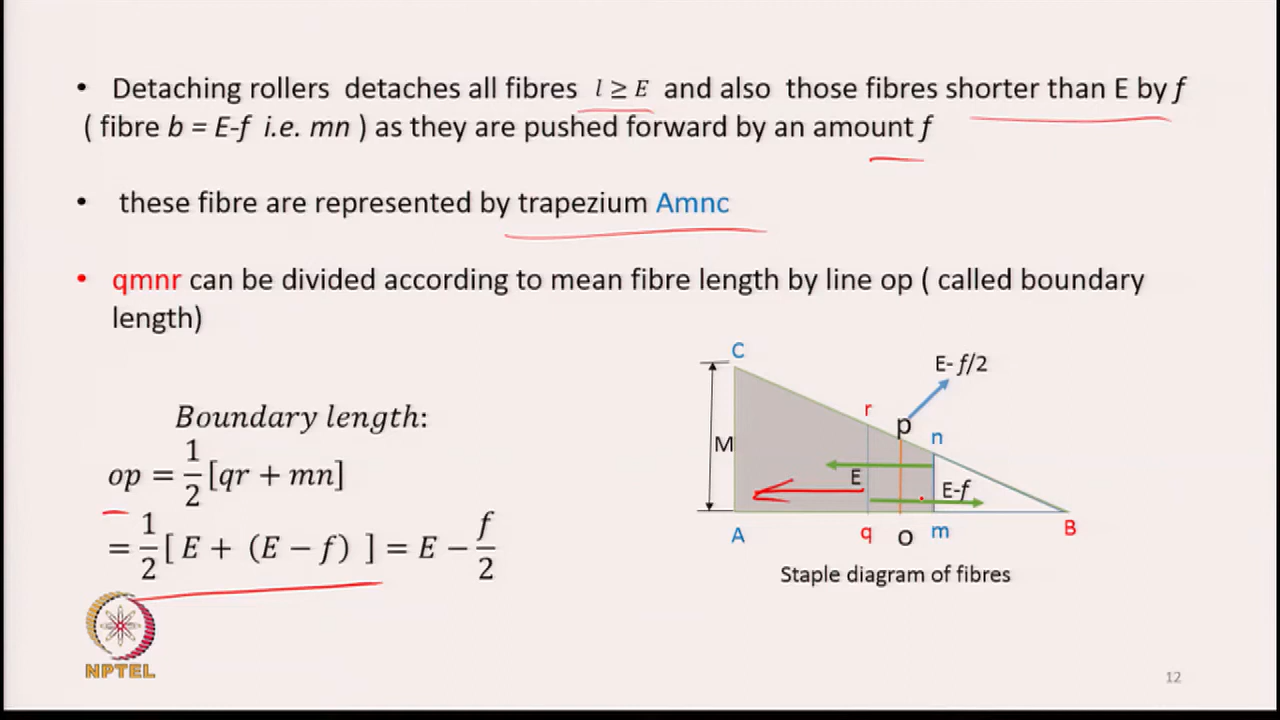 • Detaching rollers detaches all fibres l ≥ E and also those fibres shorter than E by f
( fibre b = E-f i.e. mn ) as they are pushed forward by an amount f
• these fibre are represented by trapezium Amnc
• qmnr can be divided according to mean fibre length by line op ( called boundary
length)
Boundary length:
op = 1/2 [qr + mn]
= 1/2 [ E + (E − f) ] = E − f/2
C
E- f/2
r
p
n
M
E
E-f
A
q
o
m
B
Staple diagram of fibres
NPTEL
12